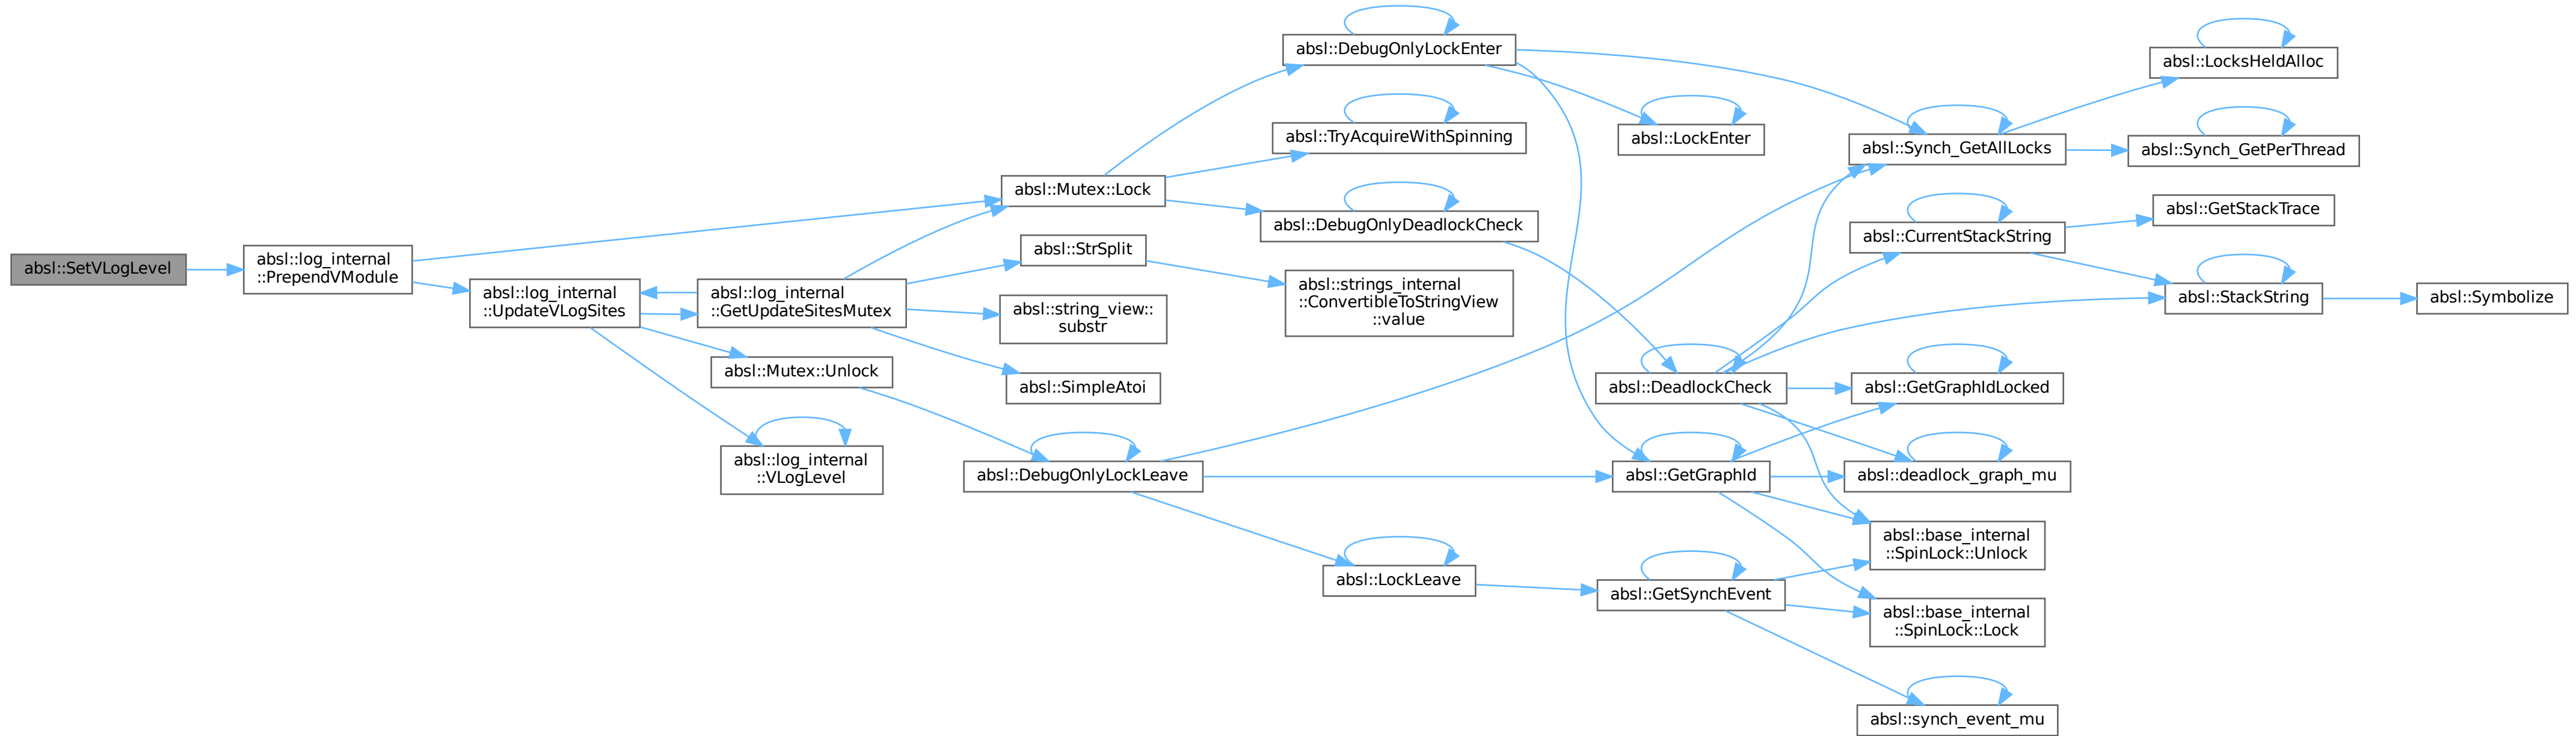 absl::SetVLogLevel
absl::log_internal
::PrependVModule
absl::log_internal
::UpdateVLogSites
absl::log_internal
::GetUpdateSitesMutex
absl::Mutex::Unlock
absl::log_internal
::VLogLevel
absl::Mutex::Lock
absl::StrSplit
absl::string_view::
substr
absl::SimpleAtoi
absl::DebugOnlyLockLeave
absl::DebugOnlyLockEnter
absl::TryAcquireWithSpinning
absl::DebugOnlyDeadlockCheck
absl::strings_internal
::ConvertibleToStringView
::value
absl::LockLeave
absl::LockEnter
absl::DeadlockCheck
absl::GetGraphId
absl::GetSynchEvent
absl::Synch_GetAllLocks
absl::CurrentStackString
absl::GetGraphIdLocked
absl::deadlock_graph_mu
absl::base_internal
::SpinLock::Unlock
absl::base_internal
::SpinLock::Lock
absl::synch_event_mu
absl::LocksHeldAlloc
absl::Synch_GetPerThread
absl::GetStackTrace
absl::StackString
absl::Symbolize